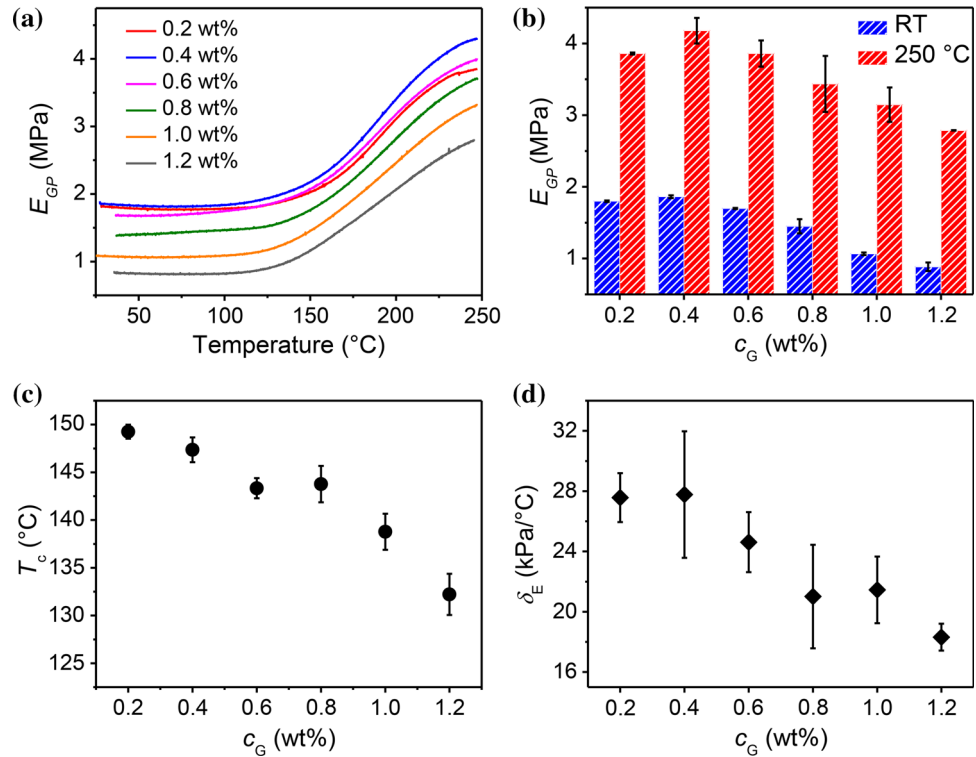 (a)
0.2 wt%
0.4 wt%
0.6 wt%
0.8 wt%
1.0 wt%
1.2 wt%
4
3
2
1
E_GP (MPa)
50 100 150 200 250
Temperature (°C)
(b)
RT
250 °C
4
3
2
1
E_GP (MPa)
0.2 0.4 0.6 0.8 1.0 1.2
c_G (wt%)
(c)
150
145
140
135
130
125
T_c (°C)
0.2 0.4 0.6 0.8 1.0 1.2
c_G (wt%)
(d)
32
28
24
20
16
δ_E (kPa/°C)
0.2 0.4 0.6 0.8 1.0 1.2
c_G (wt%)